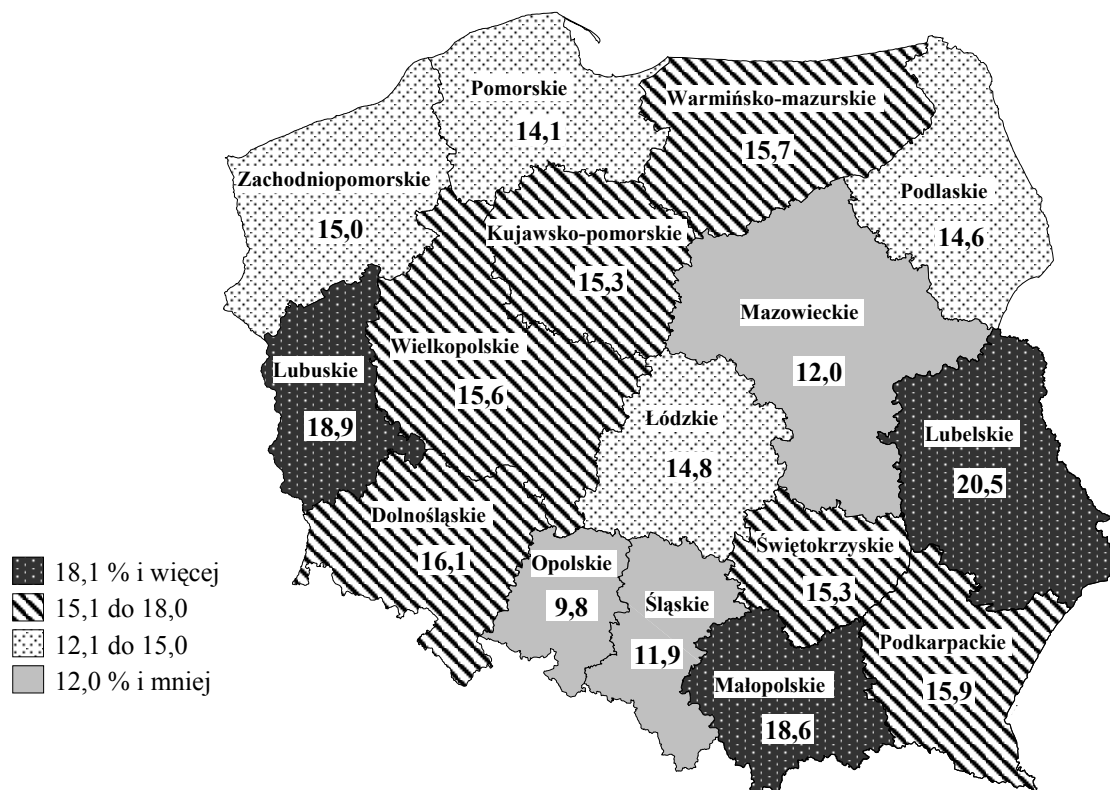 Pomorskie
14,1
Warmińsko-mazurskie
15,7
Zachodniopomorskie
15,0
Podlaskie
14,6
Kujawsko-pomorskie
15,3
Mazowieckie
12,0
Wielkopolskie
15,6
Lubuskie
18,9
Łódzkie
14,8
Lubelskie
20,5
Dolnośląskie
16,1
Opolskie
9,8
Śląskie
11,9
Świętokrzyskie
15,3
Podkarpackie
15,9
Małopolskie
18,6
18,1 % i więcej
15,1 do 18,0
12,1 do 15,0
12,0 % i mniej